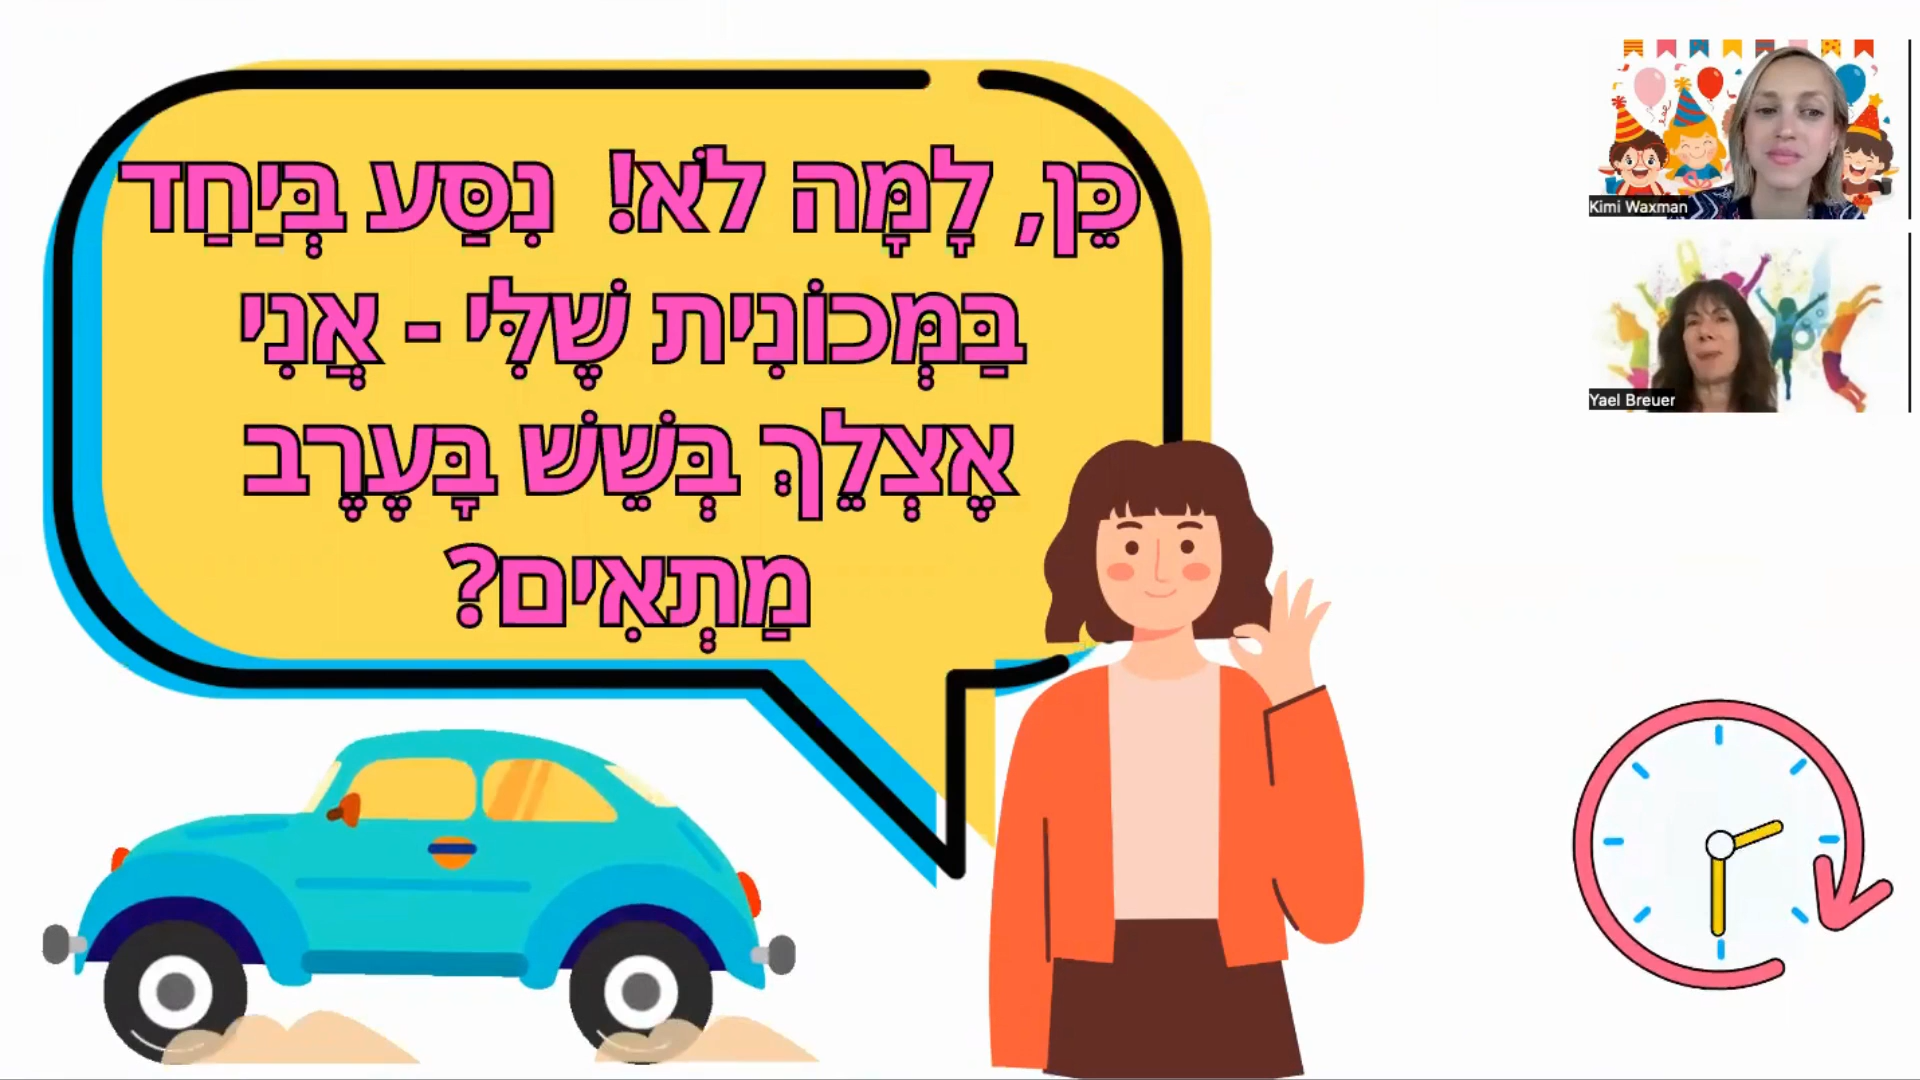 כֵּן, לָמָּה לֹא! נִסַּע בְּיַחַד
בַּמְּכוֹנִית שֶׁלִּי - אֲנִי
אֶצְלֵךְ בְּשֵׁשׁ בָּעֶרֶב
מַתְאִים?
Kimi Waxman
Yael Breuer